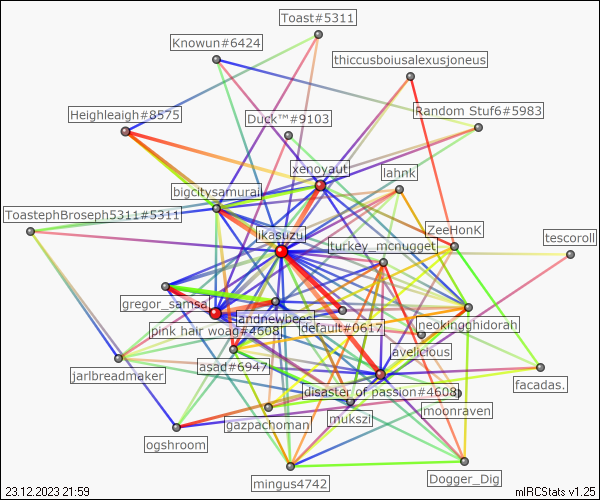 Toast#5311
Knowun#6424
thiccusboiusalexusjoneus
Heighleaigh#8575
Duck™#9103
Random Stuf6#5983
xenoyaut
lahnk
bigcitysamurai
ToastephBroseph5311#5311
ikasuzu
ZeeHonK
turkey_mcnugget
tescoroll
gregor_samsa
andnewbees
neokingghidorah
pink hair woag#4608
default#0617
avelicious
asad#6947
jarlbreadmaker
facadas.
disaster of passion#4608
moonraven
mukszi
gazpachoman
ogshroom
mingus4742
Dogger_Dig
23.12.2023 21:59
mIRCStats v1.25